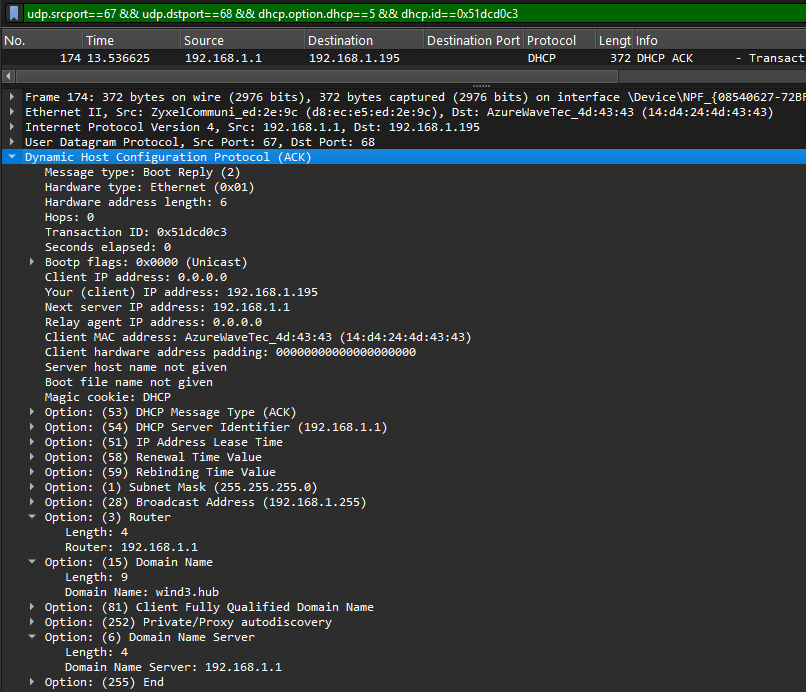 udp.srcport==67 && udp.dstport==68 && dhcp.option.dhcp==5 && dhcp.id==0x51dcd0c3
No. Time Source Destination Destination Port Protocol Lengt Info
174 13.536625 192.168.1.1 192.168.1.195 DHCP 372 DHCP ACK - Transact
Frame 174: 372 bytes on wire (2976 bits), 372 bytes captured (2976 bits) on interface \Device\NPF_{08540627-72BF
Ethernet II, Src: ZyxelCommuni_ed:2e:9c (d8:ec:e5:ed:2e:9c), Dst: AzureWaveTec_4d:43:43 (14:d4:24:4d:43:43)
Internet Protocol Version 4, Src: 192.168.1.1, Dst: 192.168.1.195
User Datagram Protocol, Src Port: 67, Dst Port: 68
Dynamic Host Configuration Protocol (ACK)
Message type: Boot Reply (2)
Hardware type: Ethernet (0x01)
Hardware address length: 6
Hops: 0
Transaction ID: 0x51dcd0c3
Seconds elapsed: 0
Bootp flags: 0x0000 (Unicast)
Client IP address: 0.0.0.0
Your (client) IP address: 192.168.1.195
Next server IP address: 192.168.1.1
Relay agent IP address: 0.0.0.0
Client MAC address: AzureWaveTec_4d:43:43 (14:d4:24:4d:43:43)
Client hardware address padding: 00000000000000000000
Server host name not given
Boot file name not given
Magic cookie: DHCP
Option: (53) DHCP Message Type (ACK)
Option: (54) DHCP Server Identifier (192.168.1.1)
Option: (51) IP Address Lease Time
Option: (58) Renewal Time Value
Option: (59) Rebinding Time Value
Option: (1) Subnet Mask (255.255.255.0)
Option: (28) Broadcast Address (192.168.1.255)
Option: (3) Router
Length: 4
Router: 192.168.1.1
Option: (15) Domain Name
Length: 9
Domain Name: wind3.hub
Option: (81) Client Fully Qualified Domain Name
Option: (252) Private/Proxy autodiscovery
Option: (6) Domain Name Server
Length: 4
Domain Name Server: 192.168.1.1
Option: (255) End